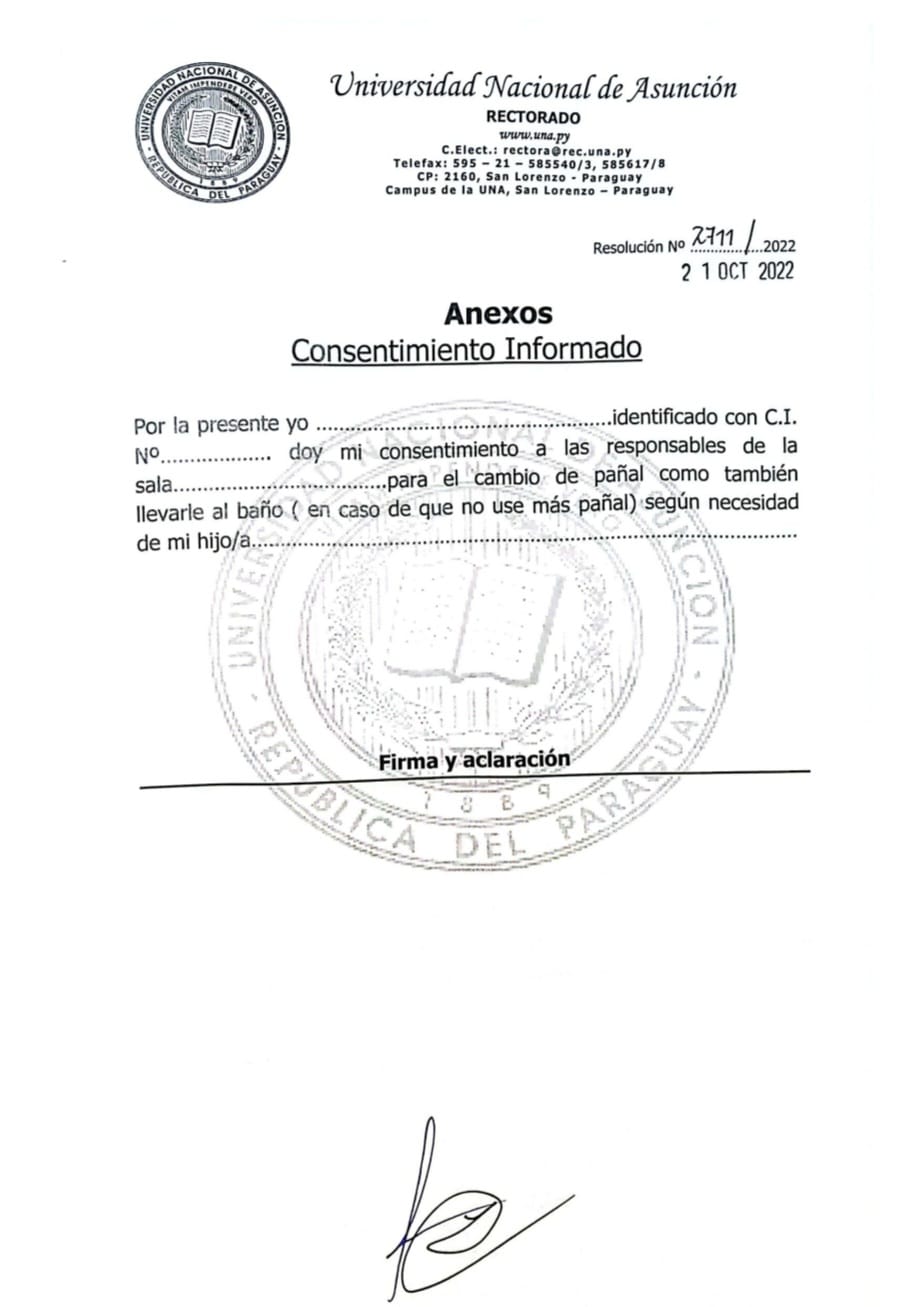 UNIVERSIDAD NACIONAL DE ASUNCIÓN
VITAM IMPENDERE VERO
1889
REPUBLICA DEL PARAGUAY
Universidad Nacional de Asunción
RECTORADO
www.una.py
C.Elect.: rectora@rec.una.py
Telefax: 595 – 21 – 585540/3, 585617/8
CP: 2160, San Lorenzo - Paraguay
Campus de la UNA, San Lorenzo – Paraguay
Resolución Nº 2711/ 2022
21 OCT 2022
Anexos
Consentimiento Informado
Por la presente yo ..........................................identificado con C.I.
Nº.................. doy mi consentimiento a las responsables de la
sala..............................para el cambio de pañal como también
llevarle al baño ( en caso de que no use más pañal) según necesidad
de mi hijo/a..............................................................................
Firma y aclaración
UNIVERSIDAD NACIONAL DE ASUNCION
1889
REPUBLICA DEL PARAGUAY